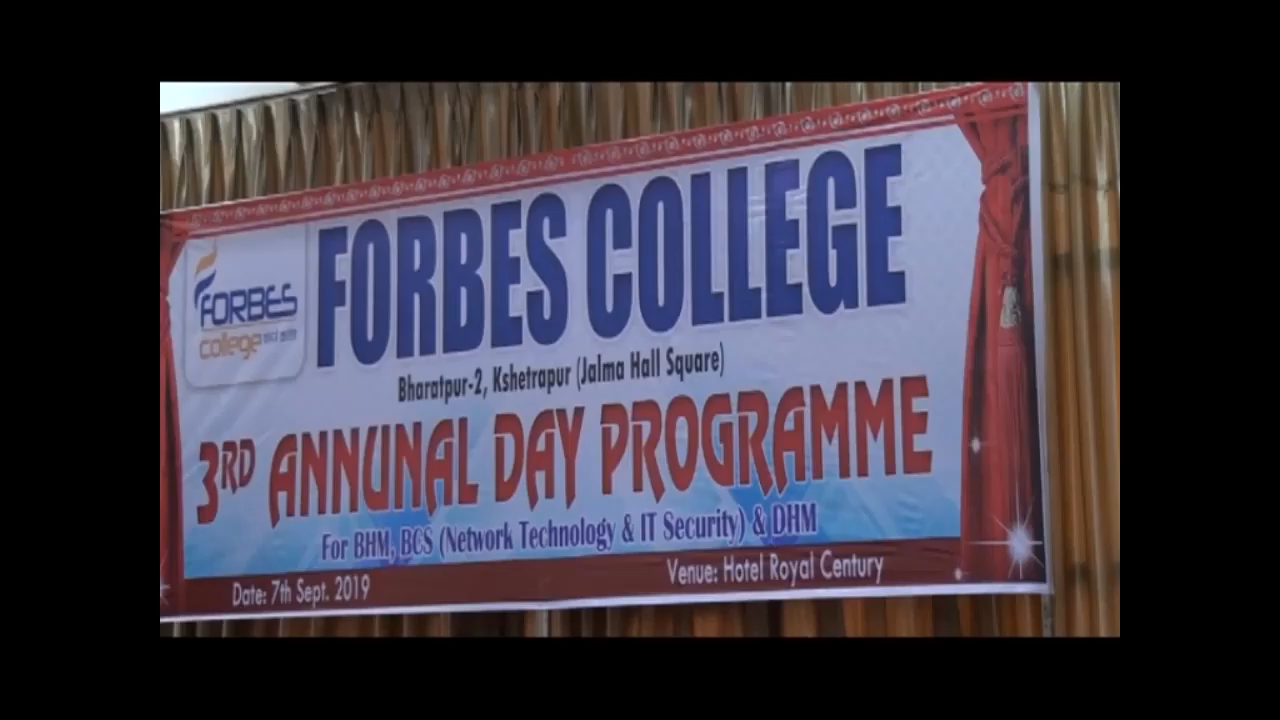 FORBES COLLEGE
FORBES
college
Bharatpur-2, Kshetrapur (Jalma Hall Square)
3RD ANNUNAL DAY PROGRAMME
For BHM, BCS (Network Technology & IT Security) & DHM
Date: 7th Sept. 2019
Venue: Hotel Royal Century